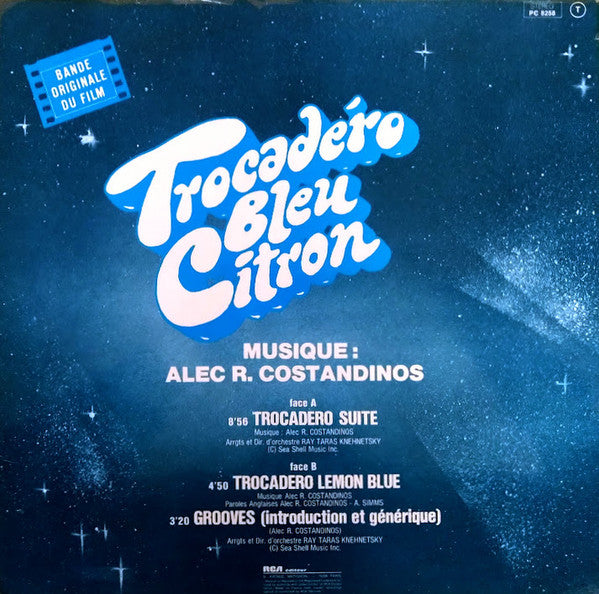 STEREO
PC 8258
T
BANDE
ORIGINALE
DU FILM
Trocadéro
Bleu
Citron
MUSIQUE :
ALEC R. COSTANDINOS
face A
8'56 TROCADERO SUITE
Musique : Alec R. COSTANDINOS
Arrgts et Dir. d'orchestre RAY TARAS KNEHNETSKY
(C) Sea Shell Music Inc.
face B
4'50 TROCADERO LEMON BLUE
Musique Alec R. COSTANDINOS
Paroles Anglaises Alec R. COSTANDINOS - A. SIMMS
3'20 GROOVES (introduction et générique)
(Alec R. COSTANDINOS)
Arrgts et Dir. d'orchestre RAY TARAS KNEHNETSKY
(C) Sea Shell Music Inc.
RCA éditeur